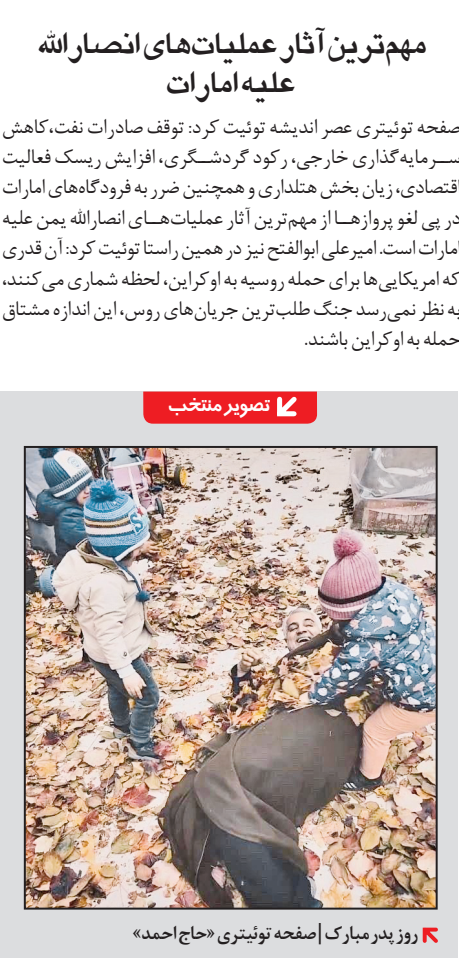 مهم‌ترین آثار عملیات‌های انصارالله
علیه امارات
صفحه توئیتری عصر اندیشه توئیت کرد: توقف صادرات نفت، کاهش
سرمایه‌گذاری خارجی، رکود گردشگری، افزایش ریسک فعالیت
اقتصادی، زیان بخش هتلداری و همچنین ضرر به فرودگاه‌های امارات
در پی لغو پروازها از مهم‌ترین آثار عملیات‌های انصارالله یمن علیه
امارات است. امیرعلی ابوالفتح نیز در همین راستا توئیت کرد: آن قدری
که امریکایی‌ها برای حمله روسیه به اوکراین، لحظه شماری می‌کنند،
به نظر نمی‌رسد جنگ طلب‌ترین جریان‌های روس، این اندازه مشتاق
حمله به اوکراین باشند.
تصویر منتخب
روز پدر مبارک | صفحه توئیتری «حاج احمد»